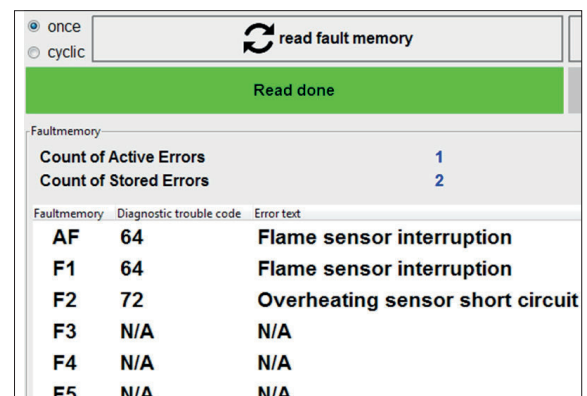 once
cyclic
read fault memory
Read done
Faultmemory
Count of Active Errors 1
Count of Stored Errors 2
Faultmemory Diagnostic trouble code Error text
AF 64 Flame sensor interruption
F1 64 Flame sensor interruption
F2 72 Overheating sensor short circuit
F3 N/A N/A
F4 N/A N/A
F5 N/A N/A